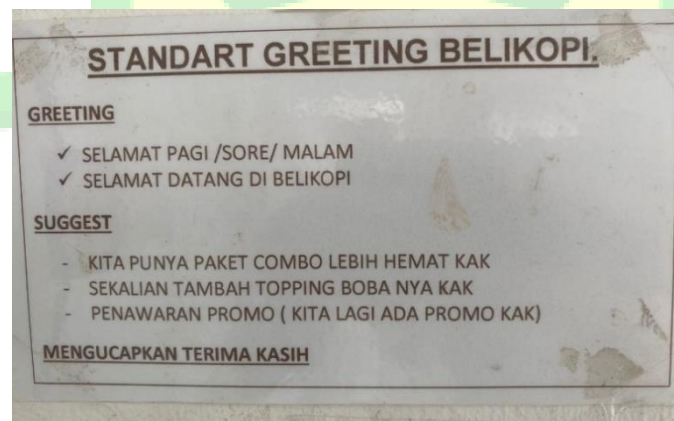 STANDART GREETING BELIKOPI.
GREETING
✓ SELAMAT PAGI /SORE/ MALAM
✓ SELAMAT DATANG DI BELIKOPI
SUGGEST
- KITA PUNYA PAKET COMBO LEBIH HEMAT KAK
- SEKALIAN TAMBAH TOPPING BOBA NYA KAK
- PENAWARAN PROMO ( KITA LAGI ADA PROMO KAK)
MENGUCAPKAN TERIMA KASIH